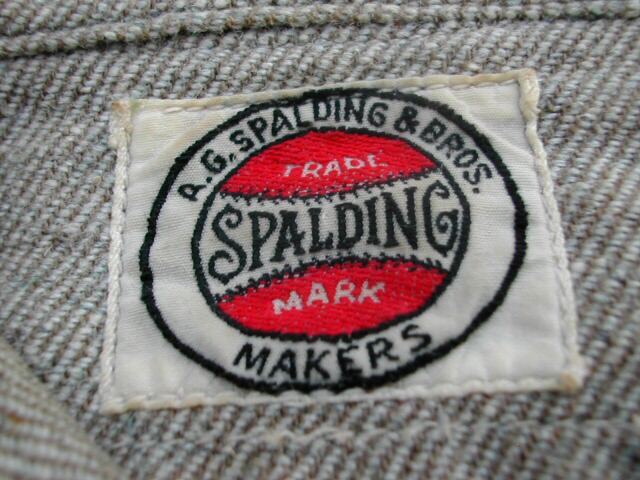 A.G. SPALDING & BROS.
TRADE
SPALDING
MARK
MAKERS